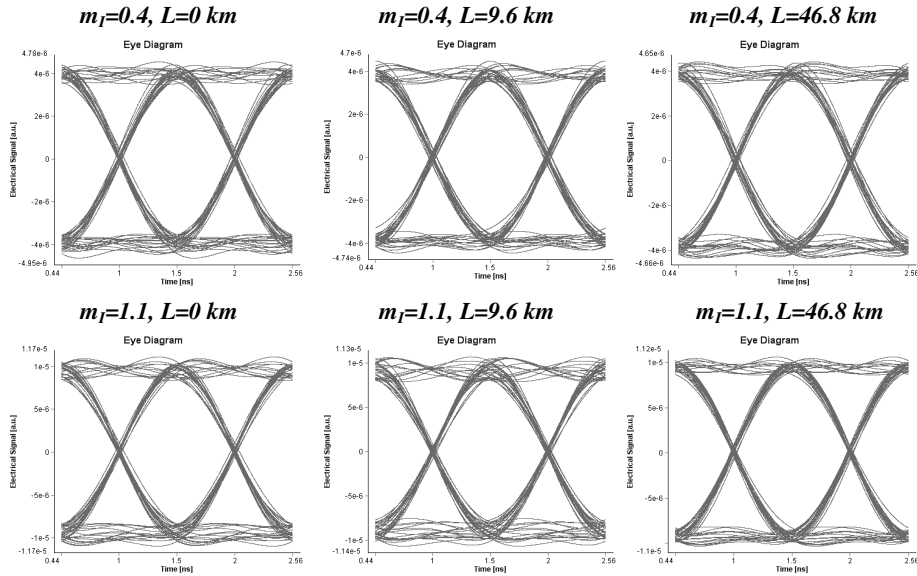 m_I=0.4, L=0 km
Eye Diagram
4.78e-6
4e-6
2e-6
0
-2e-6
-4e-6
-4.95e-6
Electrical Signal [a.u.]
0.44 1 1.5 2 2.56
Time [ns]
m_I=0.4, L=9.6 km
Eye Diagram
4.7e-6
4e-6
2e-6
0
-2e-6
-4e-6
-4.74e-6
Electrical Signal [a.u.]
0.44 1 1.5 2 2.56
Time [ns]
m_I=0.4, L=46.8 km
Eye Diagram
4.65e-6
4e-6
2e-6
0
-2e-6
-4e-6
-4.66e-6
Electrical Signal [a.u.]
0.44 1 1.5 2 2.56
Time [ns]
m_I=1.1, L=0 km
Eye Diagram
1.17e-5
1e-5
5e-6
0
-5e-6
-1e-5
-1.17e-5
Electrical Signal [a.u.]
0.44 1 1.5 2 2.56
Time [ns]
m_I=1.1, L=9.6 km
Eye Diagram
1.13e-5
1e-5
5e-6
0
-5e-6
-1e-5
-1.14e-5
Electrical Signal [a.u.]
0.44 1 1.5 2 2.56
Time [ns]
m_I=1.1, L=46.8 km
Eye Diagram
1.12e-5
1e-5
5e-6
0
-5e-6
-1e-5
-1.1e-5
Electrical Signal [a.u.]
0.44 1 1.5 2 2.56
Time [ns]